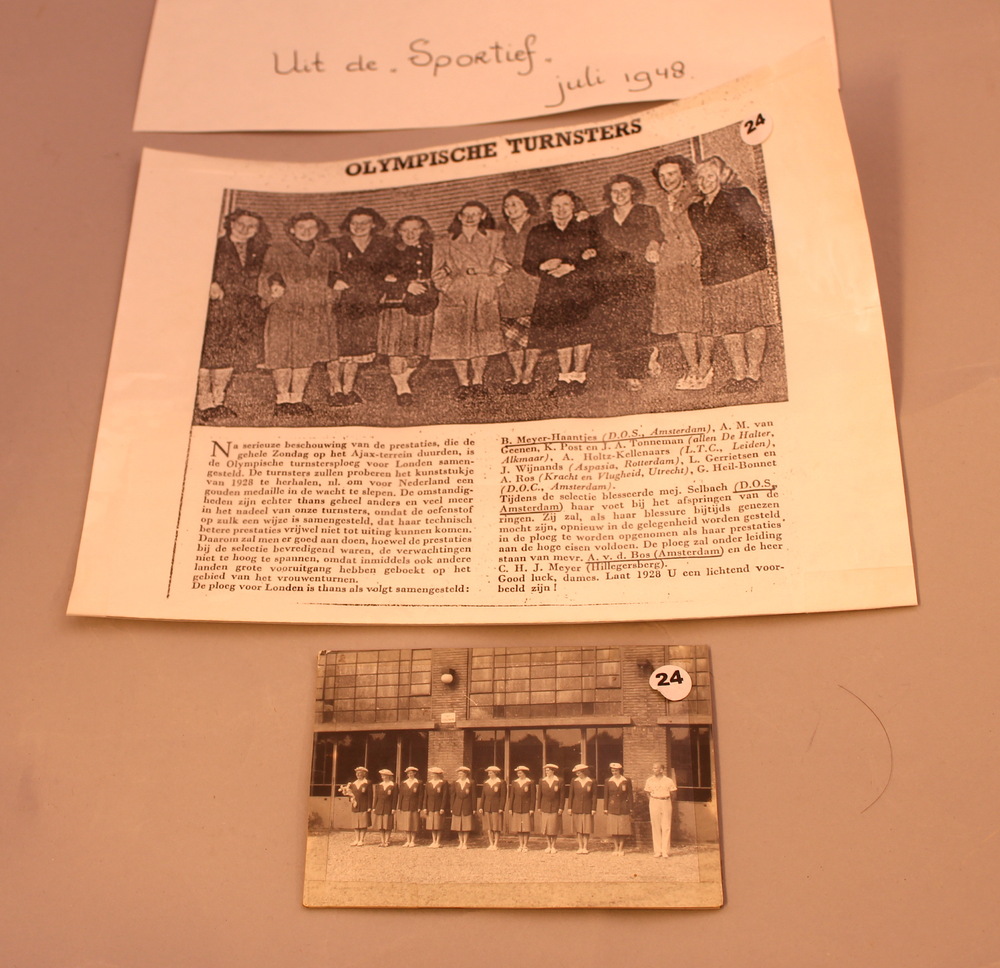 Uit de „Sportief"
juli 1948.
OLYMPISCHE TURNSTERS
24
Na serieuze beschouwing van de prestaties, die de
gehele Zondag op het Ajax-terrein duurden, is
de Olympische turnstersploeg voor Londen samen-
gesteld. De turnsters zullen proberen het kunststukje
van 1928 te herhalen, nl. om voor Nederland een
gouden medaille in de wacht te slepen. De omstandig-
heden zijn echter thans geheel anders en veel meer
in het nadeel van onze turnsters, omdat de oefenstof
op zulk een wijze is samengesteld, dat haar technisch
betere prestaties vrijwel niet tot uiting kunnen komen.
Daarom zal men er goed aan doen, hoewel de prestaties
bij de selectie bevredigend waren, de verwachtingen
niet te hoog te spannen, omdat inmiddels ook andere
landen grote vooruitgang hebben geboekt op het
gebied van het vrouwenturnen.
De ploeg voor Londen is thans als volgt samengesteld:
B. Meyer-Haantjes (D.O.S., Amsterdam), A. M. van
Geenen, K. Post en J. A. Tonneman (allen De Halter,
Alkmaar), A. Holtz-Kellenaars (L.T.C., Leiden),
J. Wijnands (Aspasia, Rotterdam), L. Gerrietsen en
A. Ros (Kracht en Vlugheid, Utrecht), G. Heil-Bonnet
(D.O.C., Amsterdam).
Tijdens de selectie blesseerde mej. Selbach (D.O.S.
Amsterdam) haar voet bij het afspringen van de
ringen. Zij zal, als haar blessure bijtijds genezen
mocht zijn, opnieuw in de gelegenheid worden gesteld
in de ploeg te worden opgenomen als haar prestaties
aan de hoge eisen voldoen. De ploeg zal onder leiding
staan van mevr. A. v. d. Bos (Amsterdam) en de heer
C. H. J. Meyer (Hillegersberg).
Good luck, dames. Laat 1928 U een lichtend voor-
beeld zijn!
24